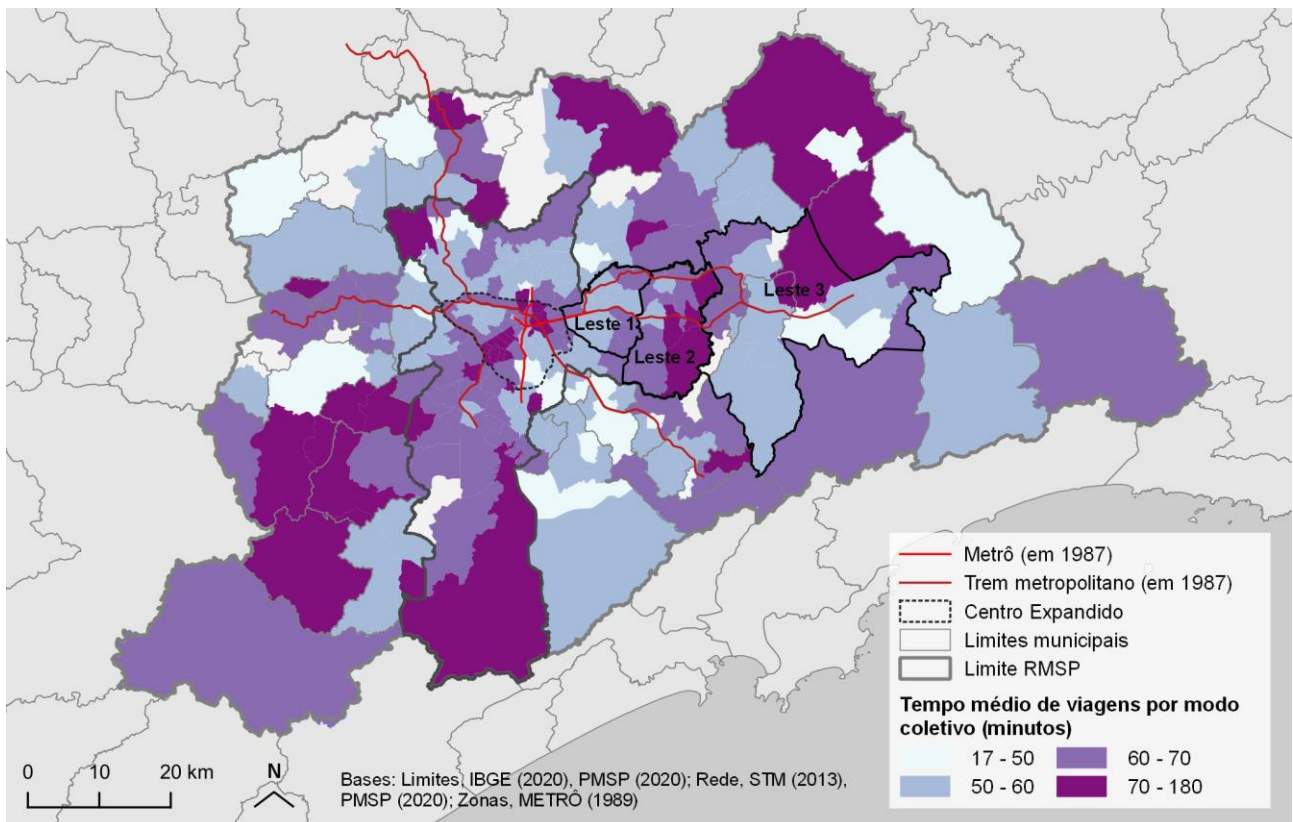 Leste 1
Leste 2
Leste 3
Metrô (em 1987)
Trem metropolitano (em 1987)
Centro Expandido
Limites municipais
Limite RMSP
Tempo médio de viagens por modo
coletivo (minutos)
17 - 50
60 - 70
50 - 60
70 - 180
0 10 20 km
N
Bases: Limites, IBGE (2020), PMSP (2020); Rede, STM (2013),
PMSP (2020); Zonas, METRÔ (1989)